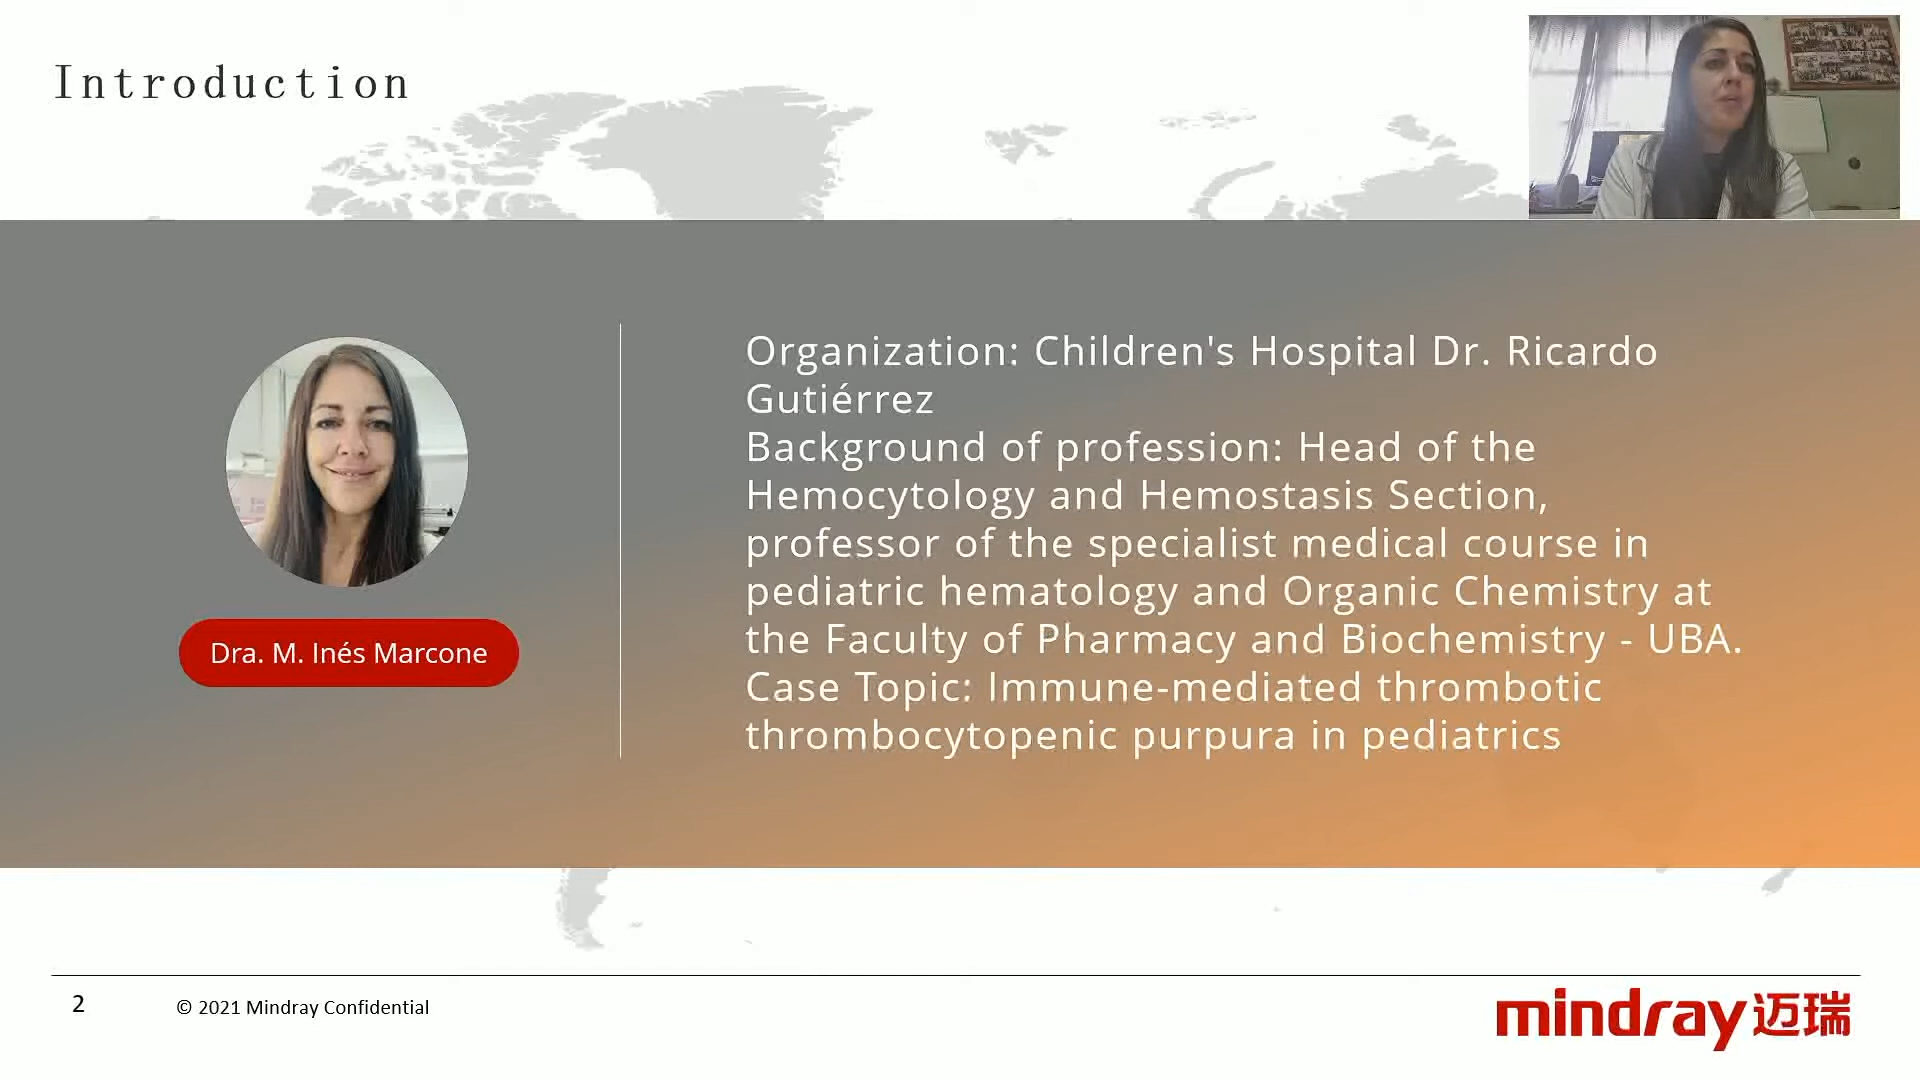 Introduction
Organization: Children's Hospital Dr. Ricardo
Gutiérrez
Background of profession: Head of the
Hemocytology and Hemostasis Section,
professor of the specialist medical course in
pediatric hematology and Organic Chemistry at
the Faculty of Pharmacy and Biochemistry - UBA.
Case Topic: Immune-mediated thrombotic
thrombocytopenic purpura in pediatrics
Dra. M. Inés Marcone
2
© 2021 Mindray Confidential
mindray迈瑞